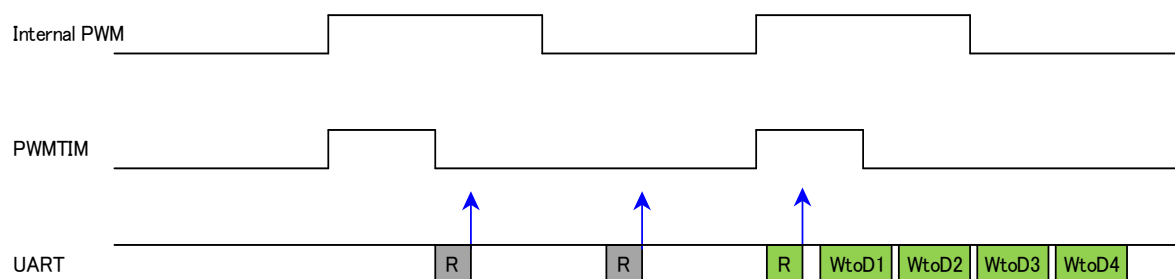 Internal PWM
PWMTIM
UART R R R WtoD1 WtoD2 WtoD3 WtoD4